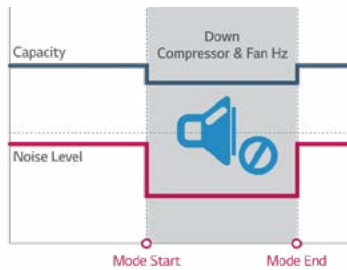 Down
Compressor & Fan Hz
Capacity
Noise Level
Mode Start
Mode End